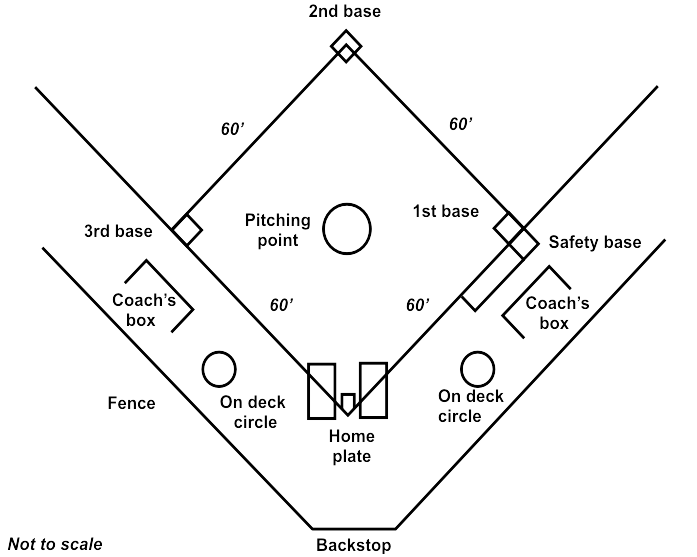 2nd base
60’
60’
1st base
Pitching
point
3rd base
Safety base
Coach’s
box
60’
60’
Coach’s
box
On deck
circle
On deck
circle
Fence
Home
plate
Not to scale
Backstop